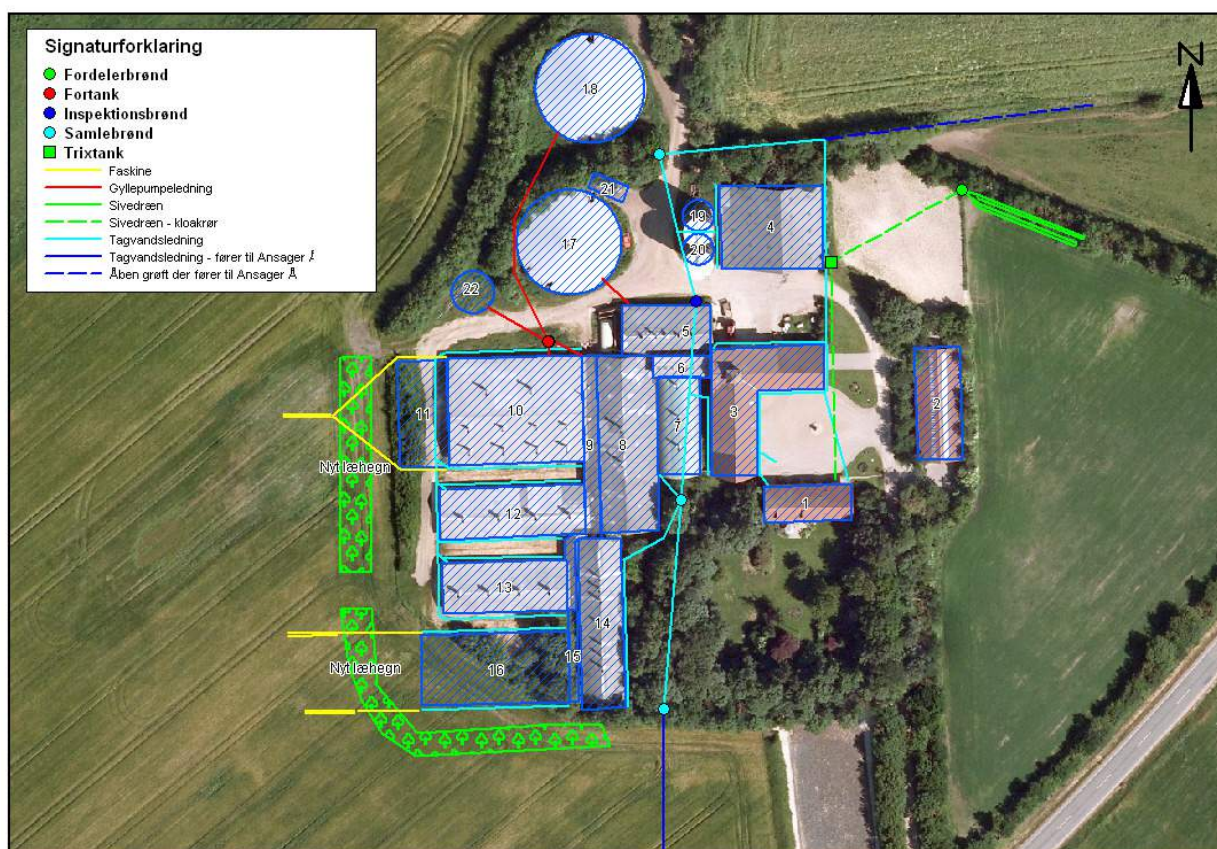 Signaturforklaring
Fordelerbrønd
Fortank
Inspektionsbrønd
Samlebrønd
Trixtank
Faskine
Gyllepumpeledning
Sivedræn
Sivedræn - kloakrør
Tagvandsledning
Tagvandsledning - fører til Ansager Å
Åben grøft der fører til Ansager Å
N
18
21
19
4
17
20
22
5
6
11
10
9
8
7
3
2
Nyt læhegn
12
1
13
14
15
16
Nyt læhegn